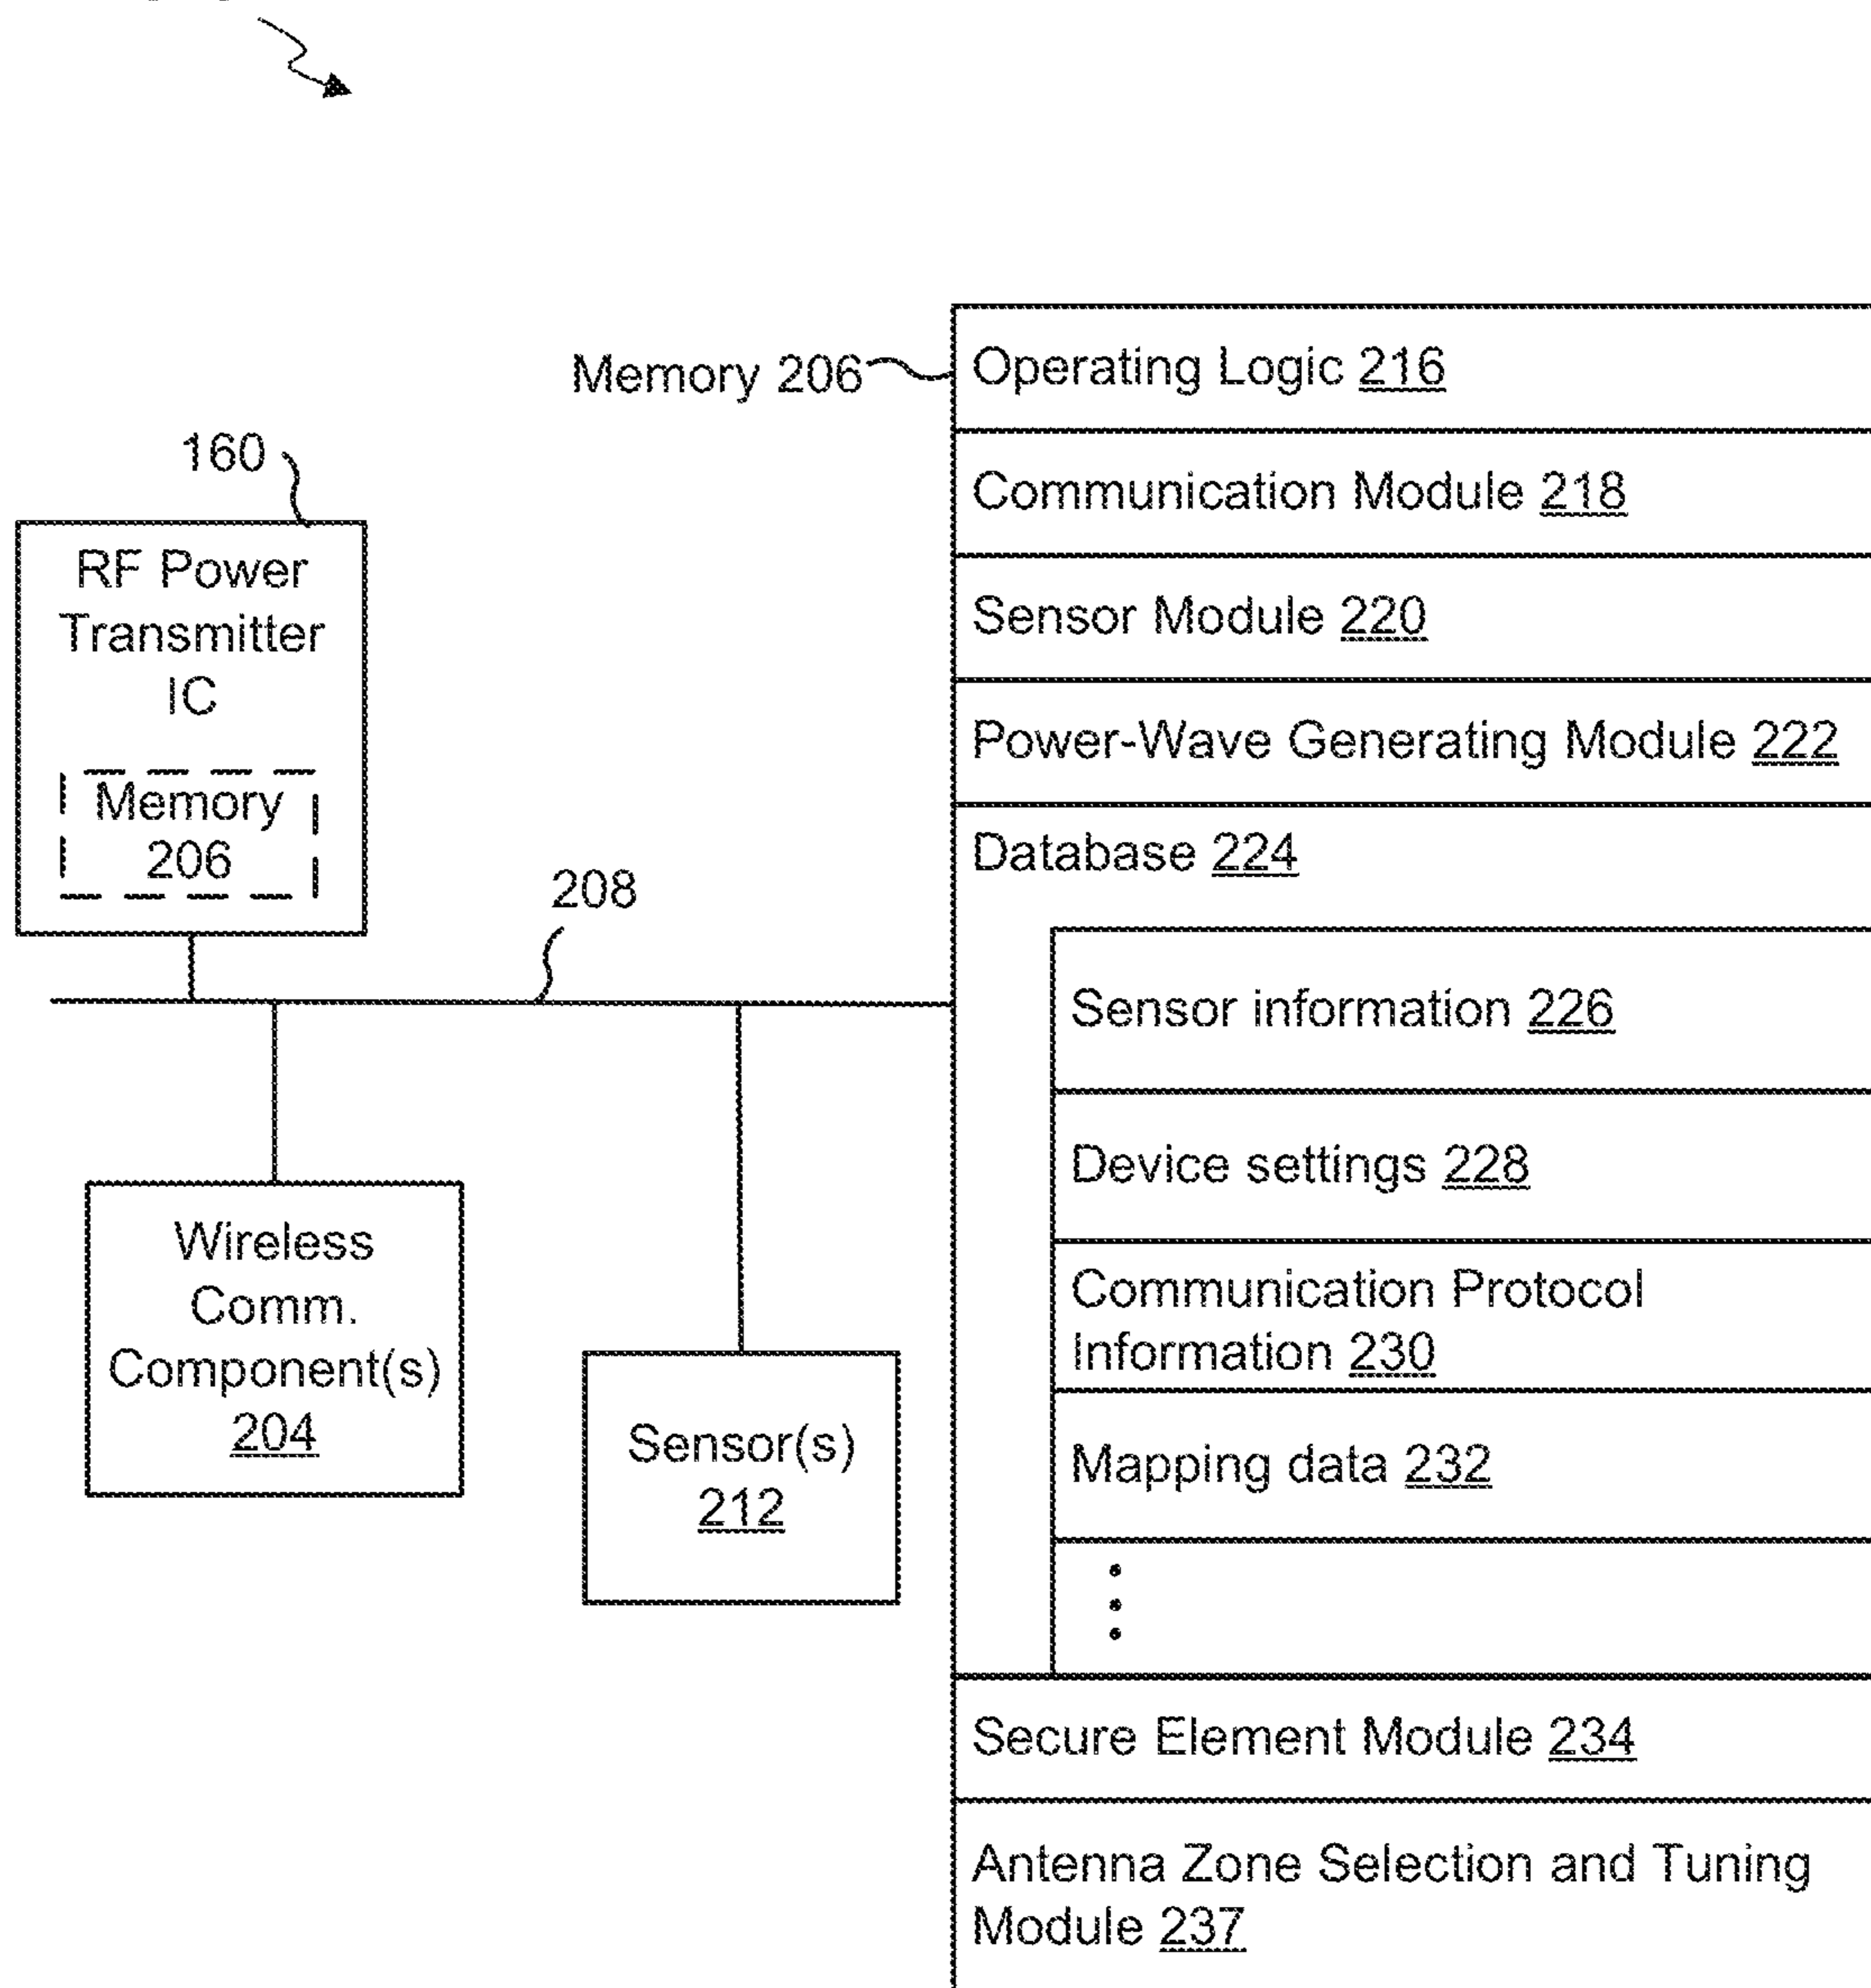 Memory 206
Operating Logic 216
Communication Module 218
Sensor Module 220
Power-Wave Generating Module 222
Database 224
Sensor information 226
Device settings 228
Communication Protocol
Information 230
Mapping data 232
Secure Element Module 234
Antenna Zone Selection and Tuning
Module 237
160
RF Power
Transmitter
IC
Memory
206
208
Wireless
Comm.
Component(s)
204
Sensor(s)
212